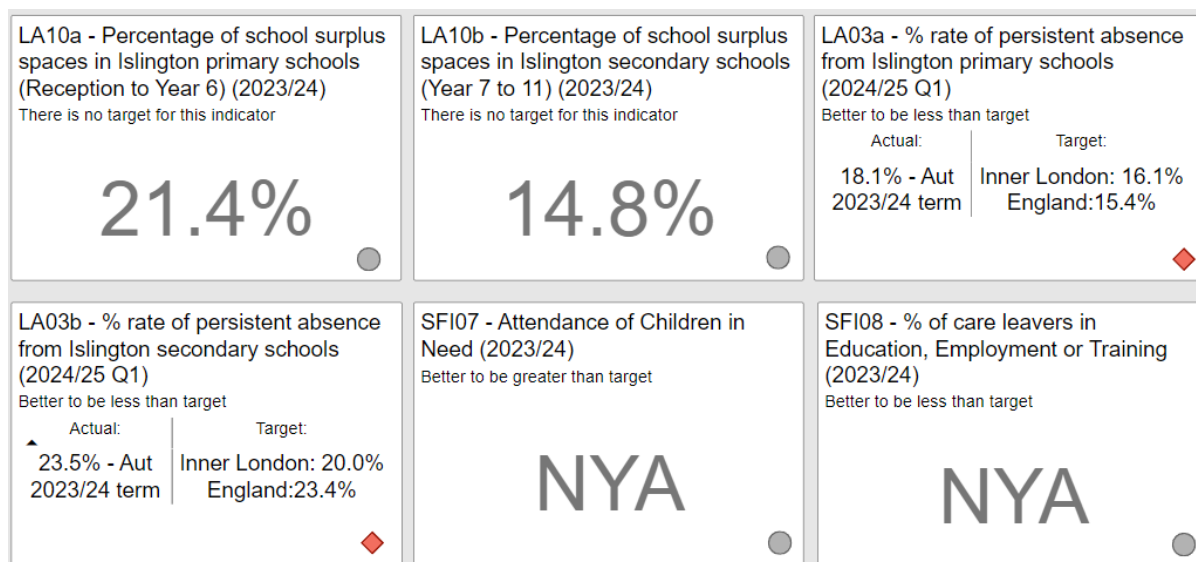 LA10a - Percentage of school surplus
spaces in Islington primary schools
(Reception to Year 6) (2023/24)
There is no target for this indicator
21.4%
LA10b - Percentage of school surplus
spaces in Islington secondary schools
(Year 7 to 11) (2023/24)
There is no target for this indicator
14.8%
LA03a - % rate of persistent absence
from Islington primary schools
(2024/25 Q1)
Better to be less than target
Actual:
18.1% - Aut
2023/24 term
Target:
Inner London: 16.1%
England:15.4%
LA03b - % rate of persistent absence
from Islington secondary schools
(2024/25 Q1)
Better to be less than target
Actual:
23.5% - Aut
2023/24 term
Target:
Inner London: 20.0%
England:23.4%
SFI07 - Attendance of Children in
Need (2023/24)
Better to be greater than target
NYA
SFI08 - % of care leavers in
Education, Employment or Training
(2023/24)
Better to be less than target
NYA